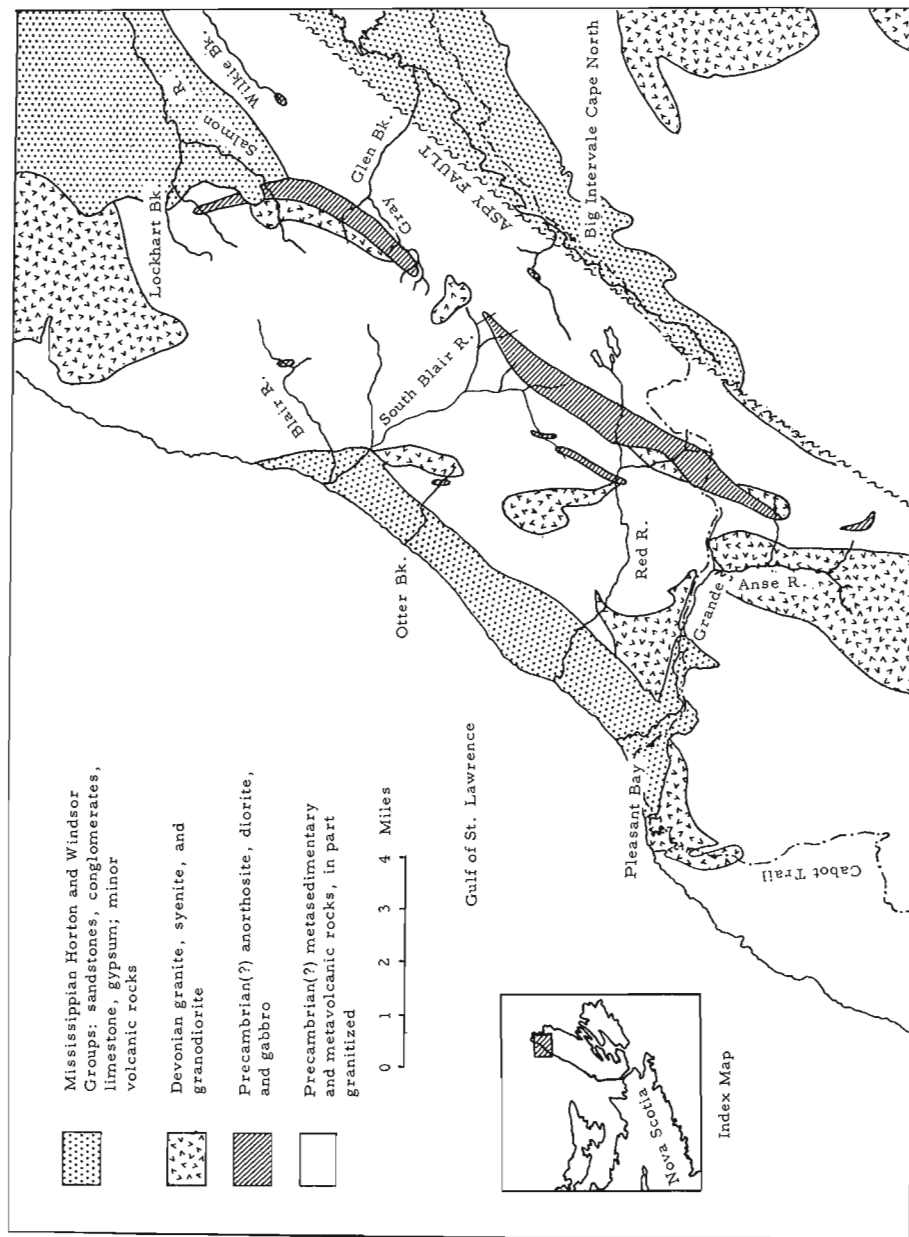 Mississippian Horton and Windsor
Groups: sandstones, conglomerates,
limestone, gypsum; minor
volcanic rocks
Devonian granite, syenite, and
granodiorite
Precambrian(?) anorthosite, diorite,
and gabbro
Precambrian(?) metasedimentary
and metavolcanic rocks, in part
granitized
0 1 2 3 4 Miles
Gulf of St. Lawrence
Index Map
Nova Scotia
Lockhart Bk
Salmon R.
Wilkie Bk.
Blair R.
South Blair R.
Gray Glen Bk.
ASPY FAULT
Big Intervale Cape North
Otter Bk.
Red R.
Grande Anse R.
Pleasant Bay
Cabot Trail